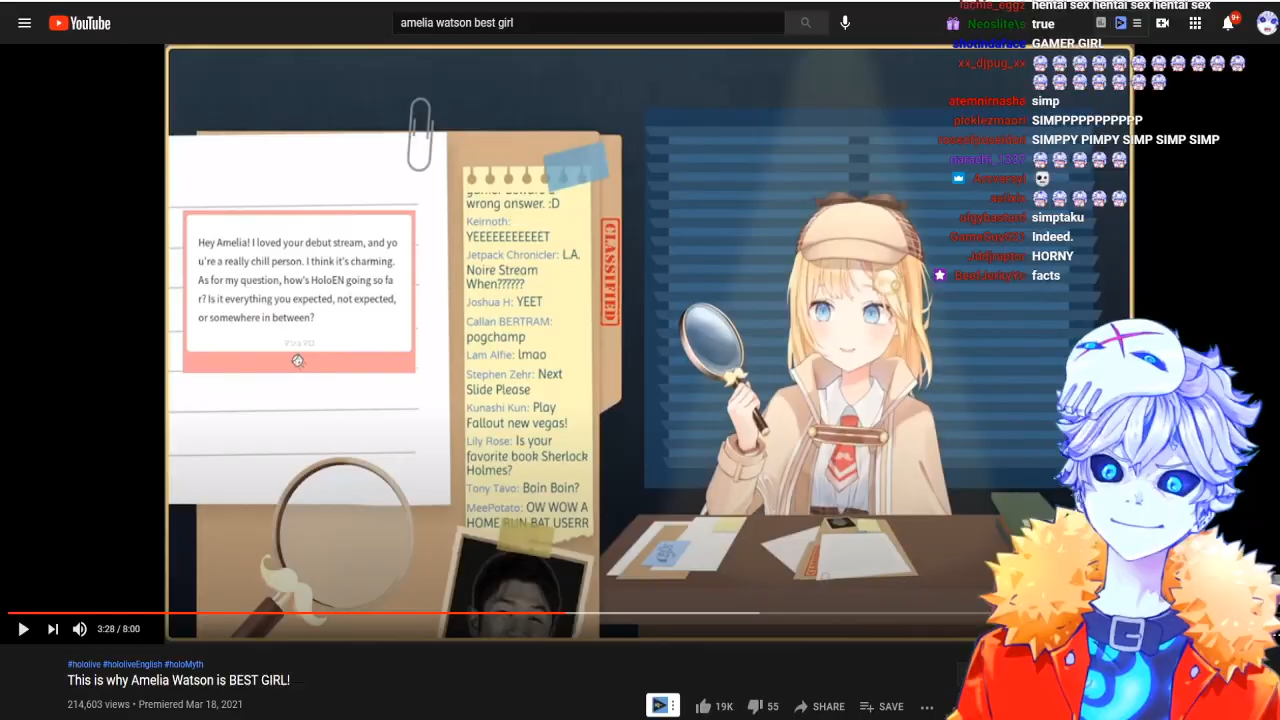 YouTube
amelia watson best girl
9+
hentai sex hentai sex hentai sex
Neoslite\s true
GAMER GIRL
xx_djpug_xx
atemnirnasha simp
picklezmaori SIMPPPPPPPPPPP
SIMPPY PIMPY SIMP SIMP SIMP
simptaku
Indeed.
HORNY
facts
Hey Amelia! I loved your debut stream, and yo
u're a really chill person. I think it's charming.
As for my question, how's HoloEN going so fa
r? Is it everything you expected, not expected,
or somewhere in between?
wrong answer. :D
Keirnoth:
YEEEEEEEEEET
Jetpack Chronicler: L.A.
Noire Stream
When??????
Joshua H: YEET
Callan BERTRAM:
pogchamp
Lam Alfie: lmao
Stephen Zehr: Next
Slide Please
Kunashi Kun: Play
Fallout new vegas!
Lily Rose: Is your
favorite book Sherlock
Holmes?
Tony Tavo: Boin Boin?
MeePotato: OW WOW A
HOME RUN BAT USERR
CLASSIFIED
3:28 / 8:00
#hololive #hololiveEnglish #holoMyth
This is why Amelia Watson is BEST GIRL!
214,603 views • Premiered Mar 18, 2021
19K
55
SHARE
SAVE